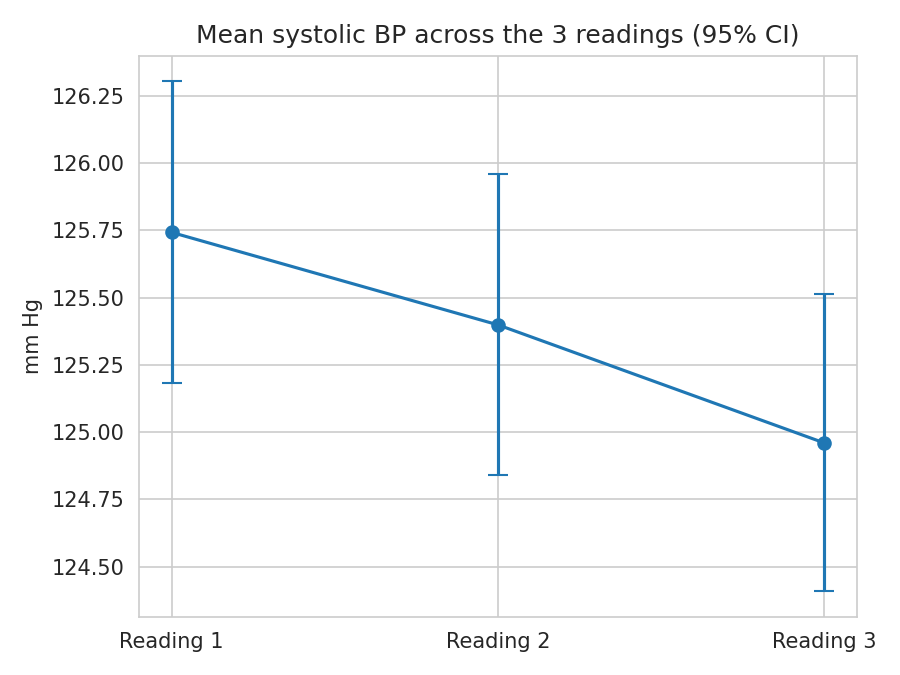 Mean systolic BP across the 3 readings (95% CI)
mm Hg
126.25
126.00
125.75
125.50
125.25
125.00
124.75
124.50
Reading 1
Reading 2
Reading 3